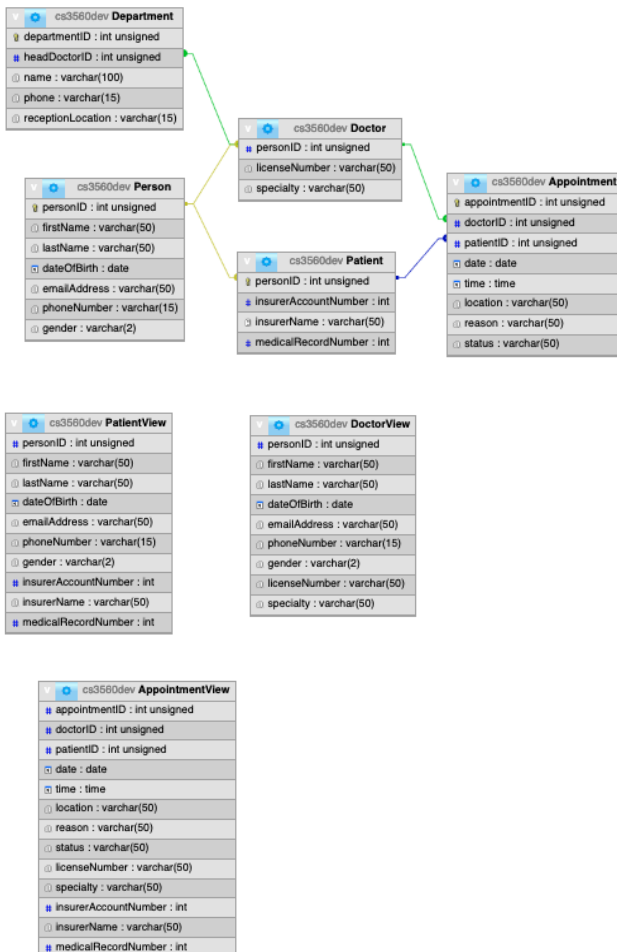 cs3560dev Department
departmentID : int unsigned
# headDoctorID : int unsigned
name : varchar(100)
phone : varchar(15)
receptionLocation : varchar(15)
v cs3560dev Doctor
# personID : int unsigned
licenseNumber : varchar(50)
specialty : varchar(50)
v cs3560dev Person
personID : int unsigned
firstName : varchar(50)
lastName : varchar(50)
dateOfBirth : date
emailAddress : varchar(50)
phoneNumber : varchar(15)
gender : varchar(2)
v cs3560dev Patient
personID : int unsigned
# insurerAccountNumber : int
insurerName : varchar(50)
# medicalRecordNumber : int
v cs3560dev Appointment
appointmentID : int unsigned
# doctorID : int unsigned
# patientID : int unsigned
date : date
time : time
location : varchar(50)
reason : varchar(50)
status : varchar(50)
v cs3560dev PatientView
# personID : int unsigned
firstName : varchar(50)
lastName : varchar(50)
dateOfBirth : date
emailAddress : varchar(50)
phoneNumber : varchar(15)
gender : varchar(2)
# insurerAccountNumber : int
insurerName : varchar(50)
# medicalRecordNumber : int
v cs3560dev DoctorView
# personID : int unsigned
firstName : varchar(50)
lastName : varchar(50)
dateOfBirth : date
emailAddress : varchar(50)
phoneNumber : varchar(15)
gender : varchar(2)
licenseNumber : varchar(50)
specialty : varchar(50)
v cs3560dev AppointmentView
# appointmentID : int unsigned
# doctorID : int unsigned
# patientID : int unsigned
date : date
time : time
location : varchar(50)
reason : varchar(50)
status : varchar(50)
licenseNumber : varchar(50)
specialty : varchar(50)
# insurerAccountNumber : int
insurerName : varchar(50)
# medicalRecordNumber : int